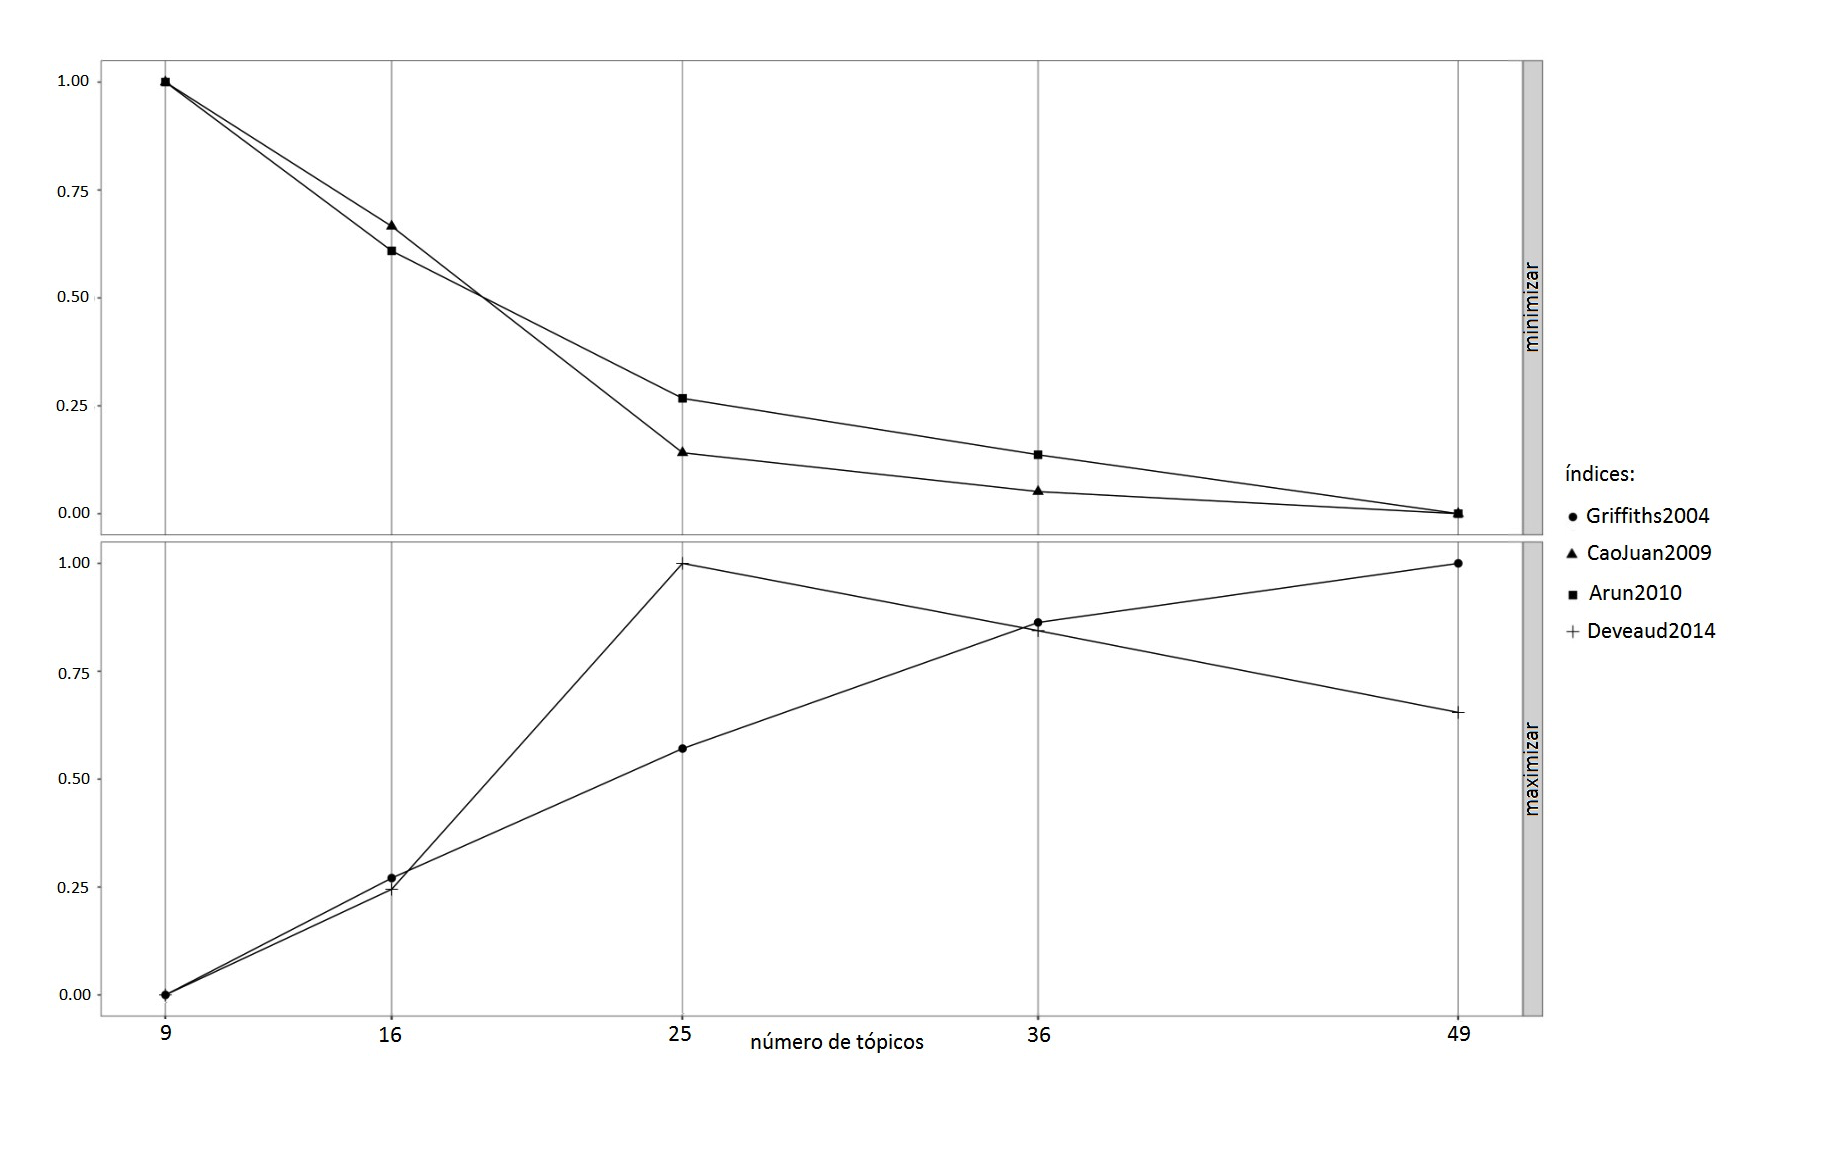 1.00
0.75
0.50
0.25
0.00
minimizar
1.00
0.75
0.50
0.25
0.00
maximizar
9
16
25
36
49
número de tópicos
índices:
Griffiths2004
CaoJuan2009
Arun2010
Deveaud2014